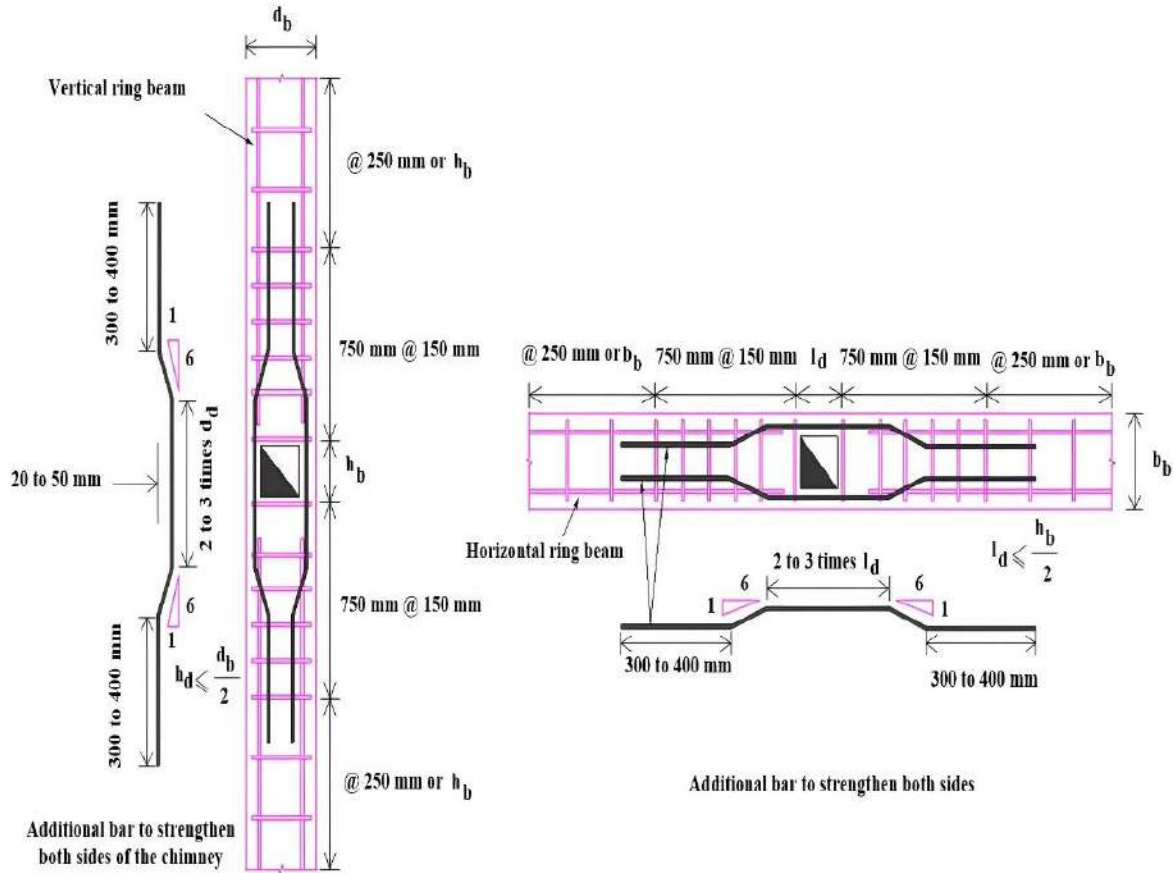 d_b
Vertical ring beam
@ 250 mm or h_b
300 to 400 mm
1
6
750 mm @ 150 mm
2 to 3 times d_d
20 to 50 mm
h_b
6
1
750 mm @ 150 mm
300 to 400 mm
h_d ⩽ d_b/2
@ 250 mm or h_b
Additional bar to strengthen
both sides of the chimney
@ 250 mm or b_b
750 mm @ 150 mm
l_d
750 mm @ 150 mm
@ 250 mm or b_b
b_b
Horizontal ring beam
l_d ⩽ h_b/2
2 to 3 times l_d
6
1
6
1
300 to 400 mm
300 to 400 mm
Additional bar to strengthen both sides